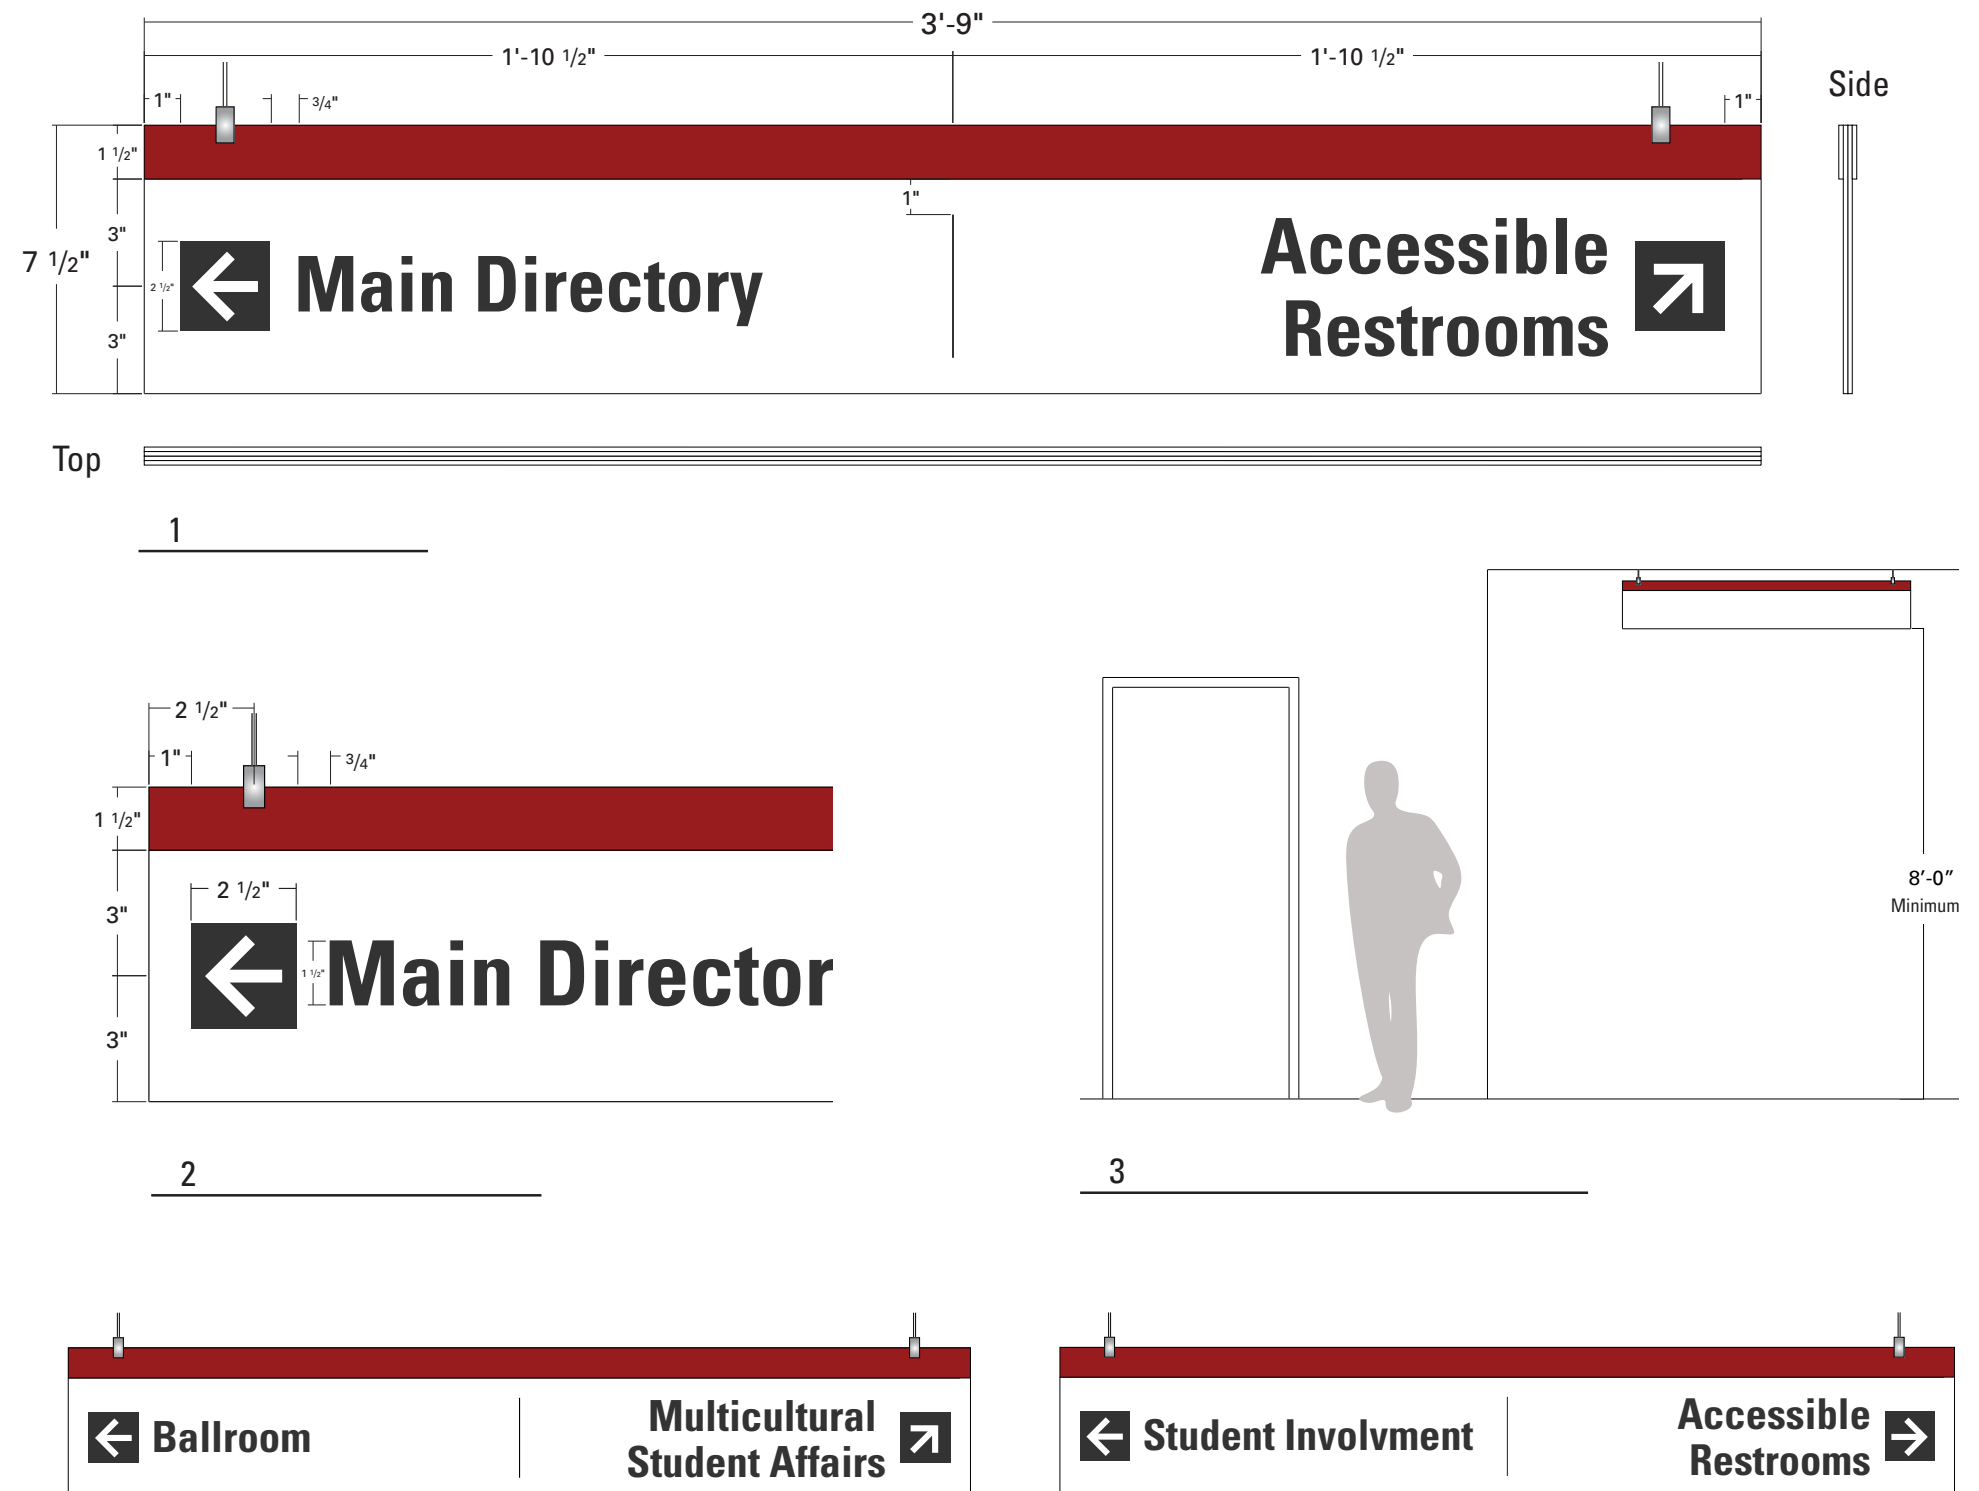 3'-9"
1'-10 1/2" 1'-10 1/2"
Side
1" 3/4" 1"
1 1/2"
1"
3"
7 1/2"
2 1/2"
Main Directory
Accessible
Restrooms
3"
Top
1
2 1/2"
1" 3/4"
1 1/2"
2 1/2"
3"
1 1/2"
Main Director
3"
8’-0”
Minimum
2
3
Ballroom
Multicultural
Student Affairs
Student Involvment
Accessible
Restrooms